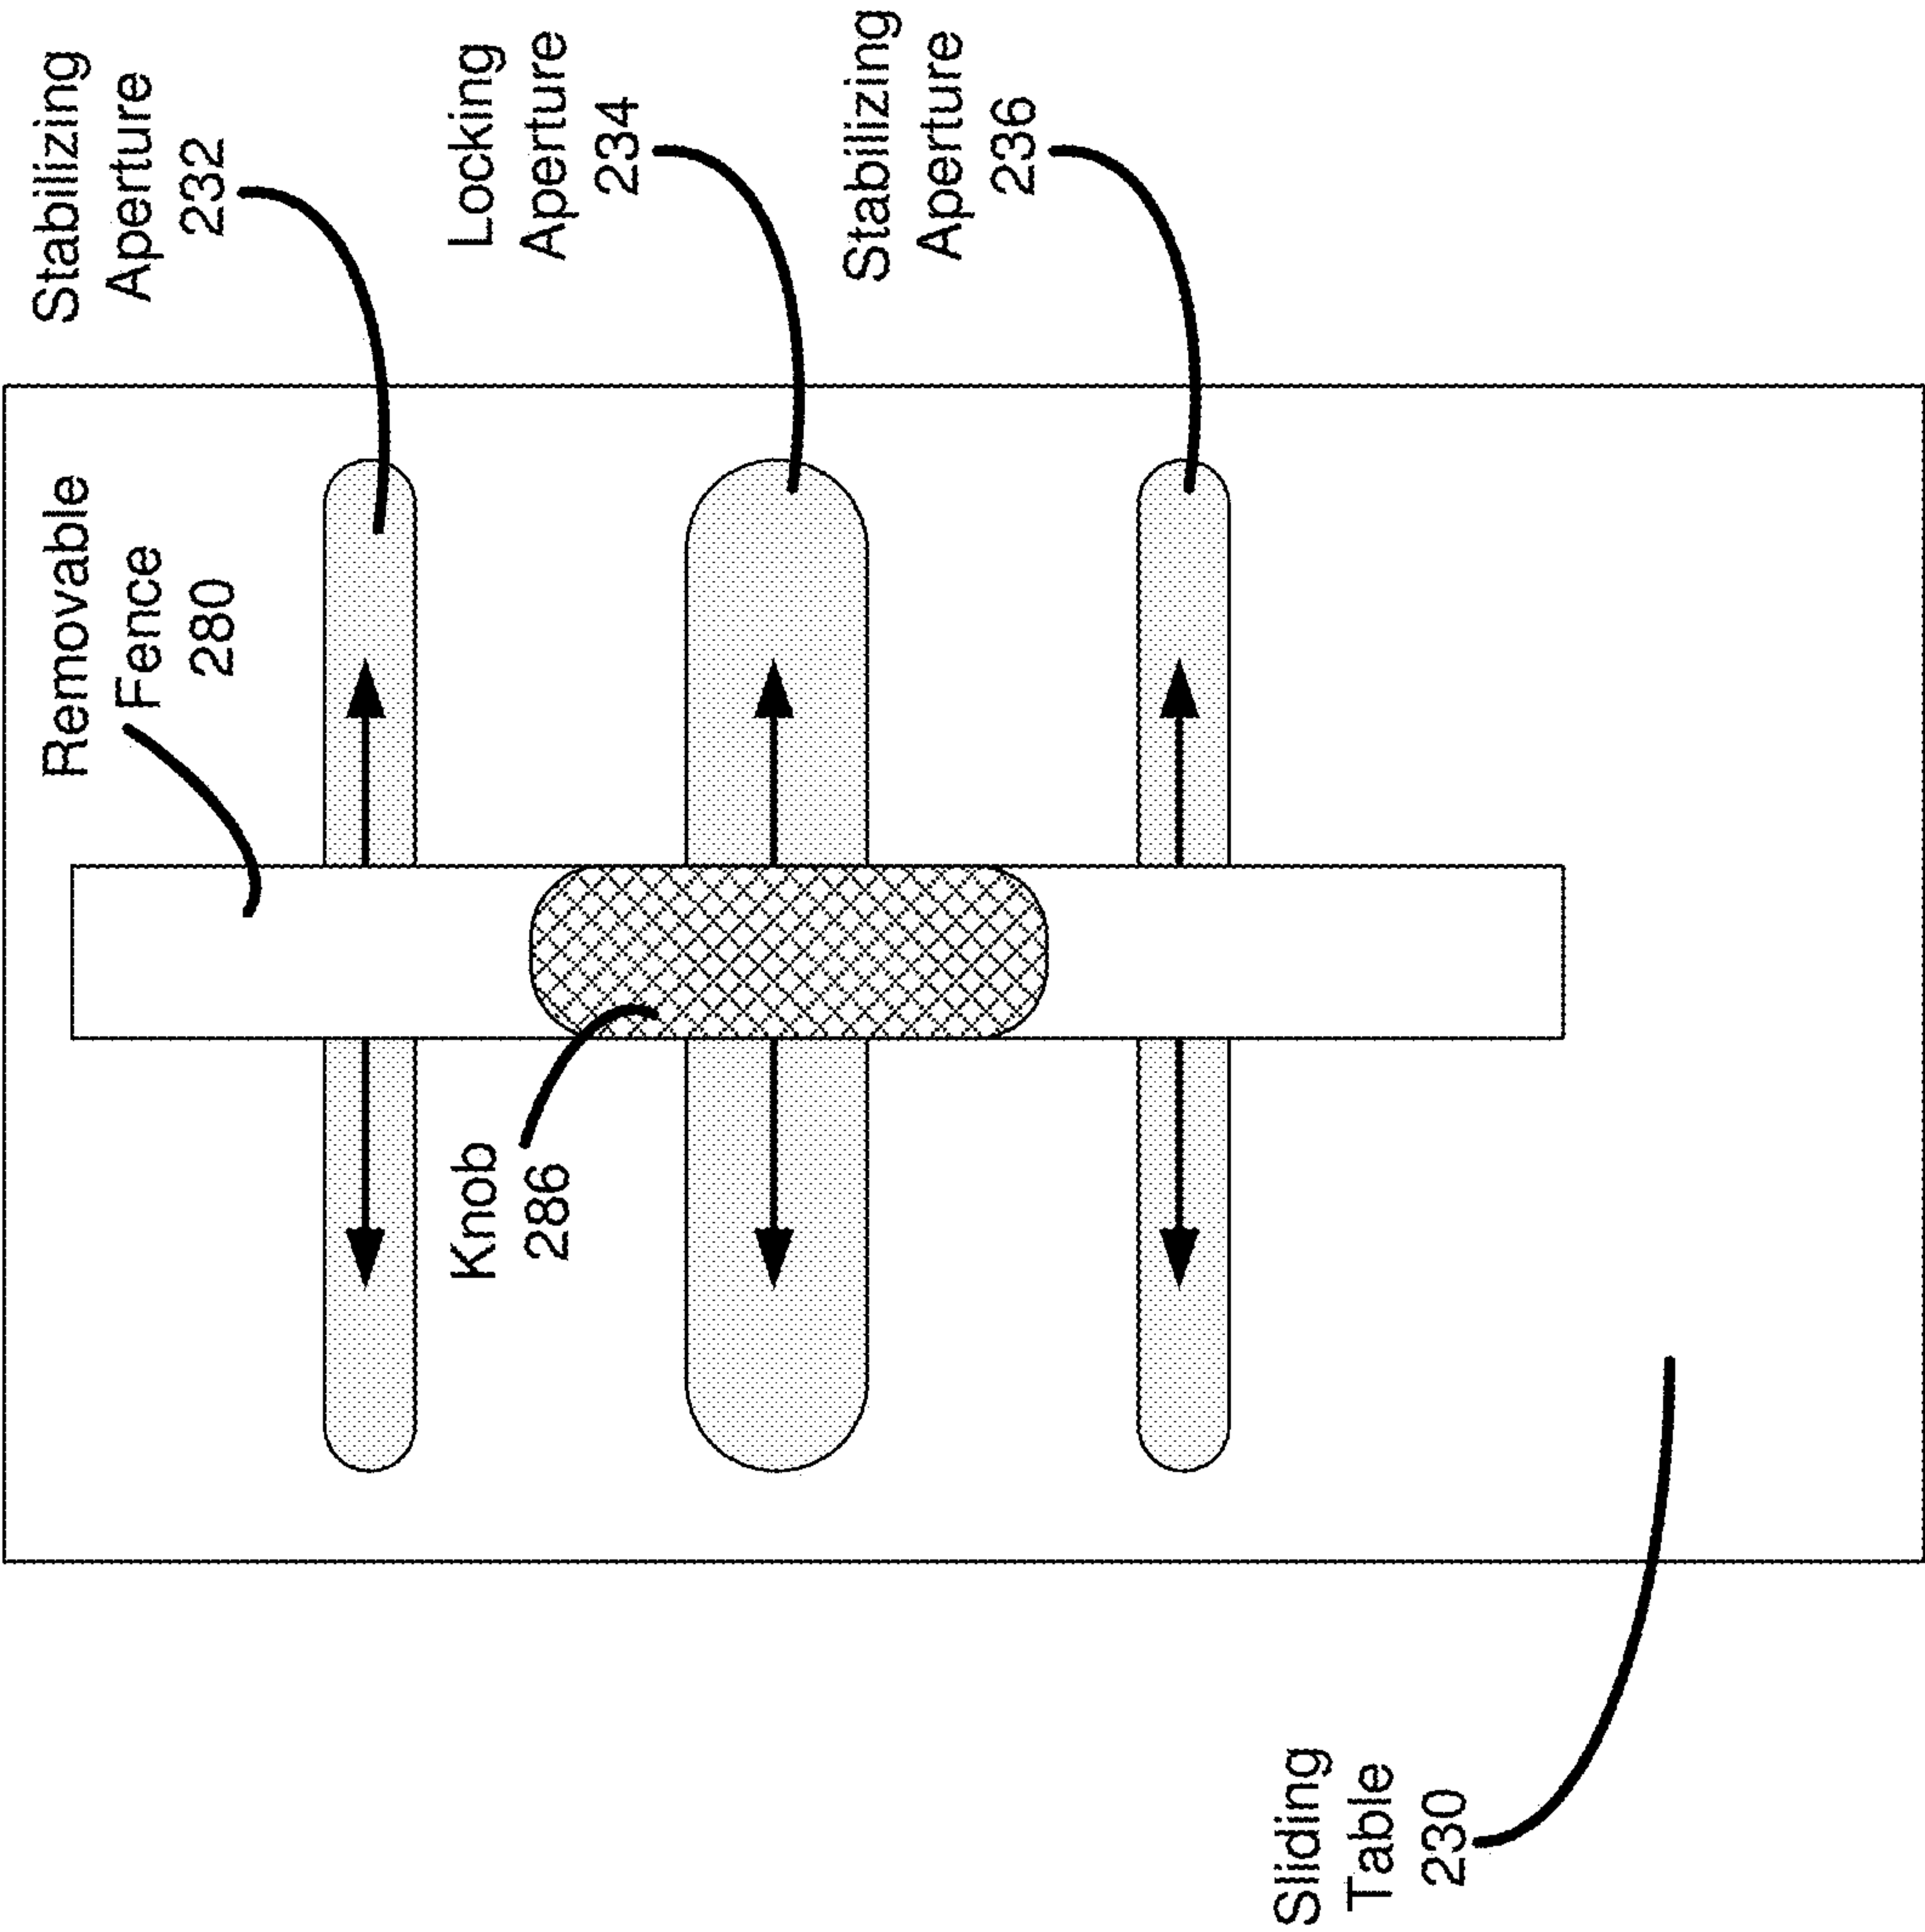 Stabilizing
Aperture
232
Locking
Aperture
234
Stabilizing
Aperture
236
Removable
Fence
280
Knob
286
Sliding
Table
230